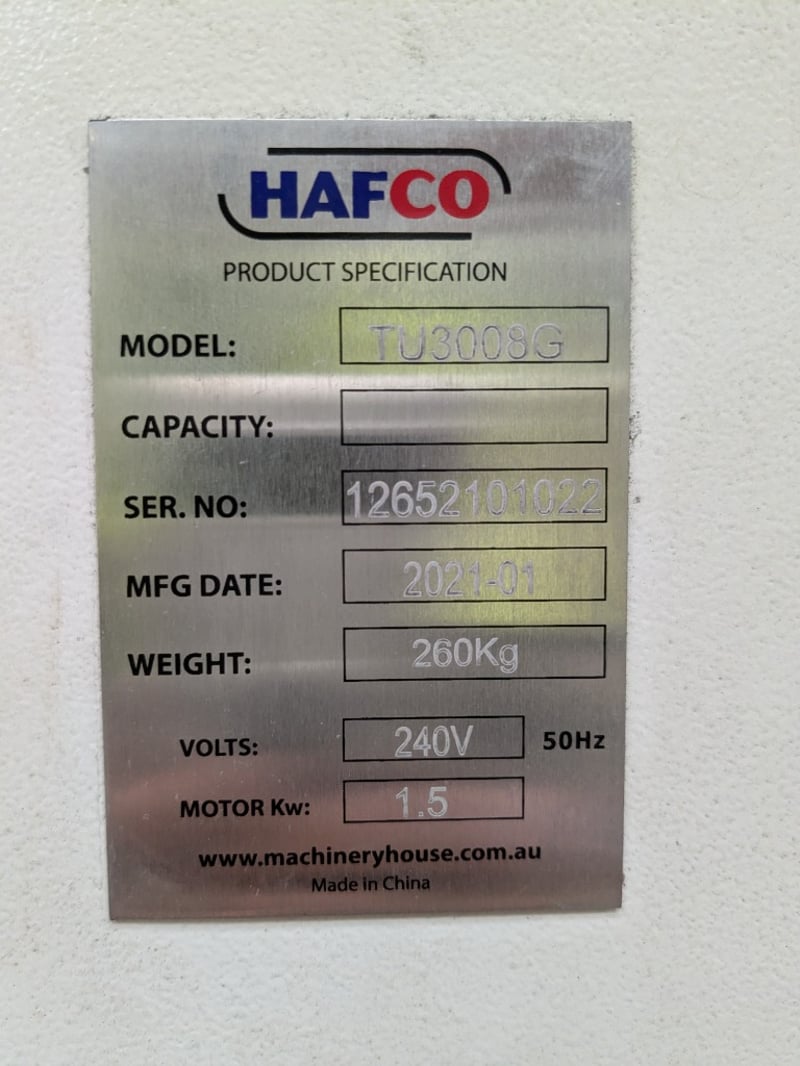 HAFCO
PRODUCT SPECIFICATION
MODEL: TU3008G
CAPACITY:
SER. NO: 12652101022
MFG DATE: 2021-01
WEIGHT: 260Kg
VOLTS: 240V 50Hz
MOTOR Kw: 1.5
www.machineryhouse.com.au
Made in China